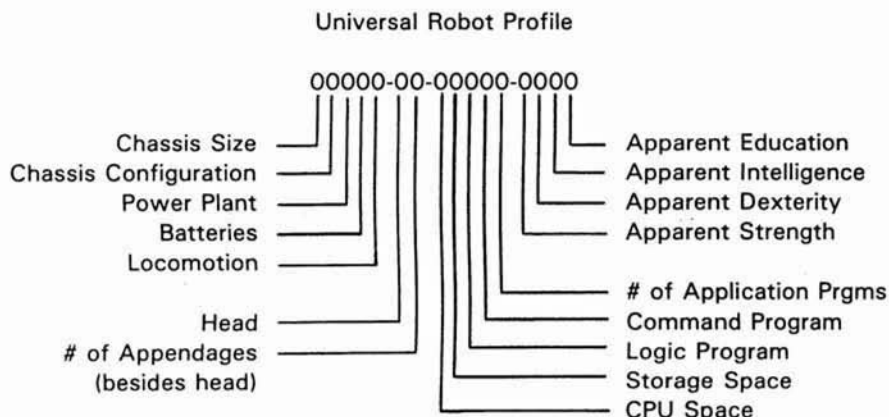 Universal Robot Profile
00000-00-00000-0000
Chassis Size
Chassis Configuration
Power Plant
Batteries
Locomotion
Head
# of Appendages
(besides head)
Apparent Education
Apparent Intelligence
Apparent Dexterity
Apparent Strength
# of Application Prgms
Command Program
Logic Program
Storage Space
CPU Space